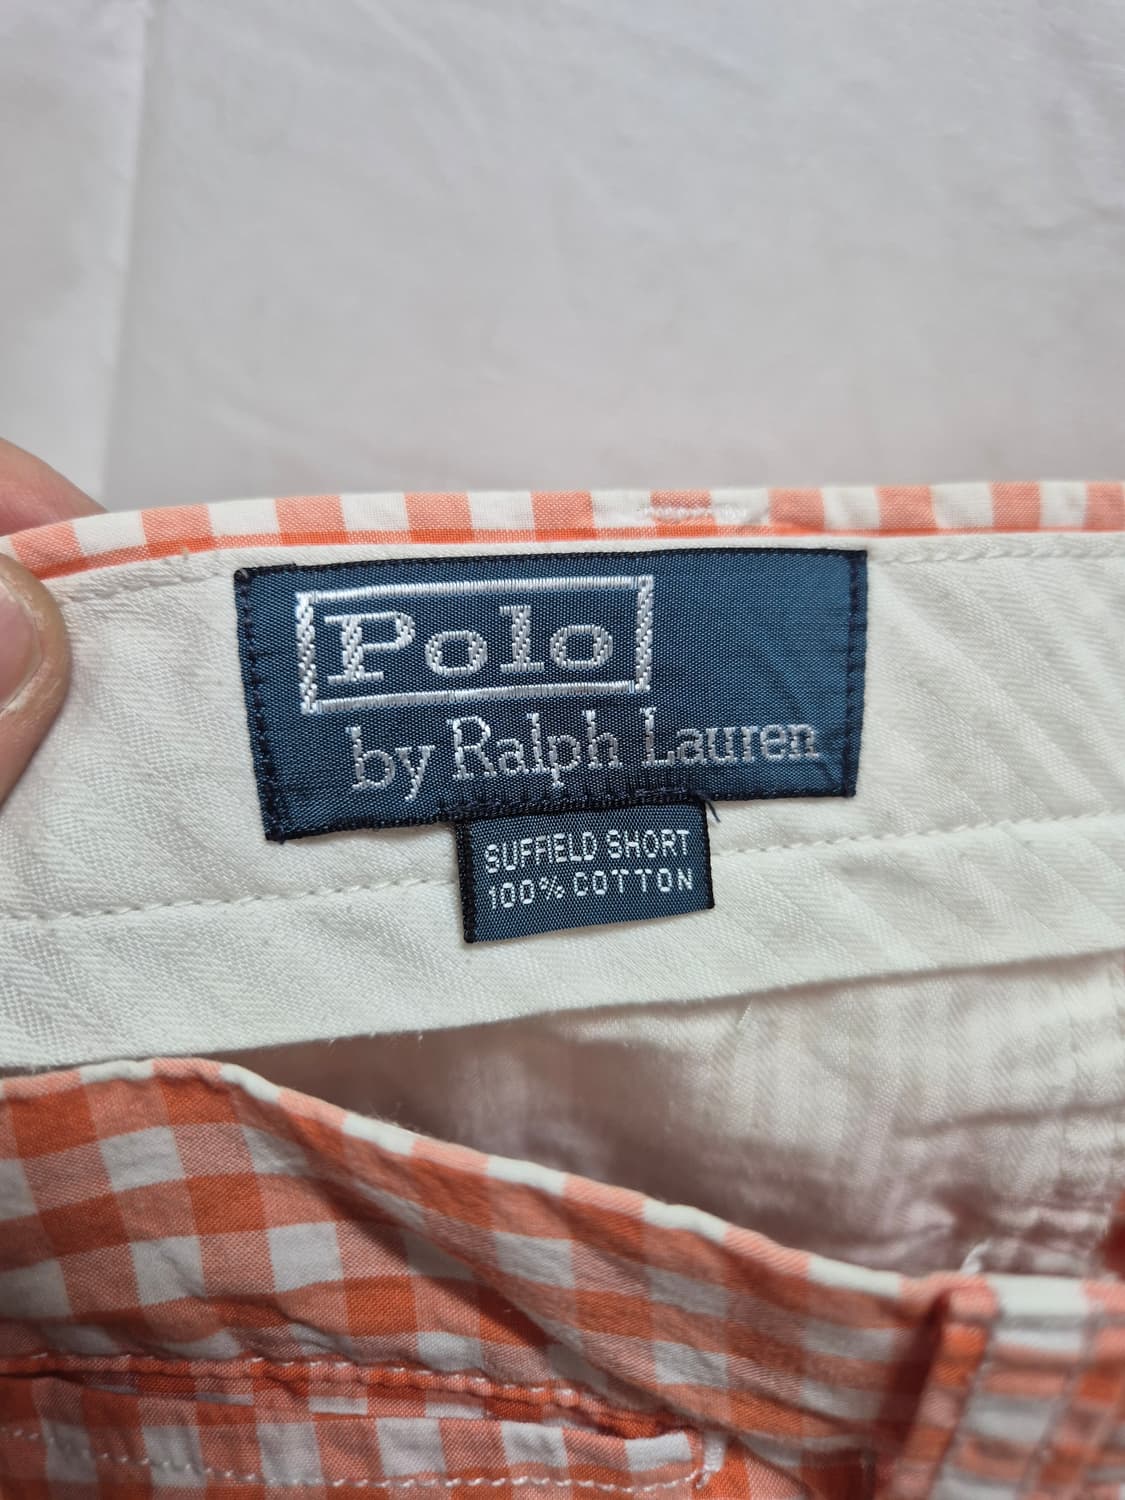 Polo
by Ralph Lauren
SUFFIELD SHORT
100% COTTON